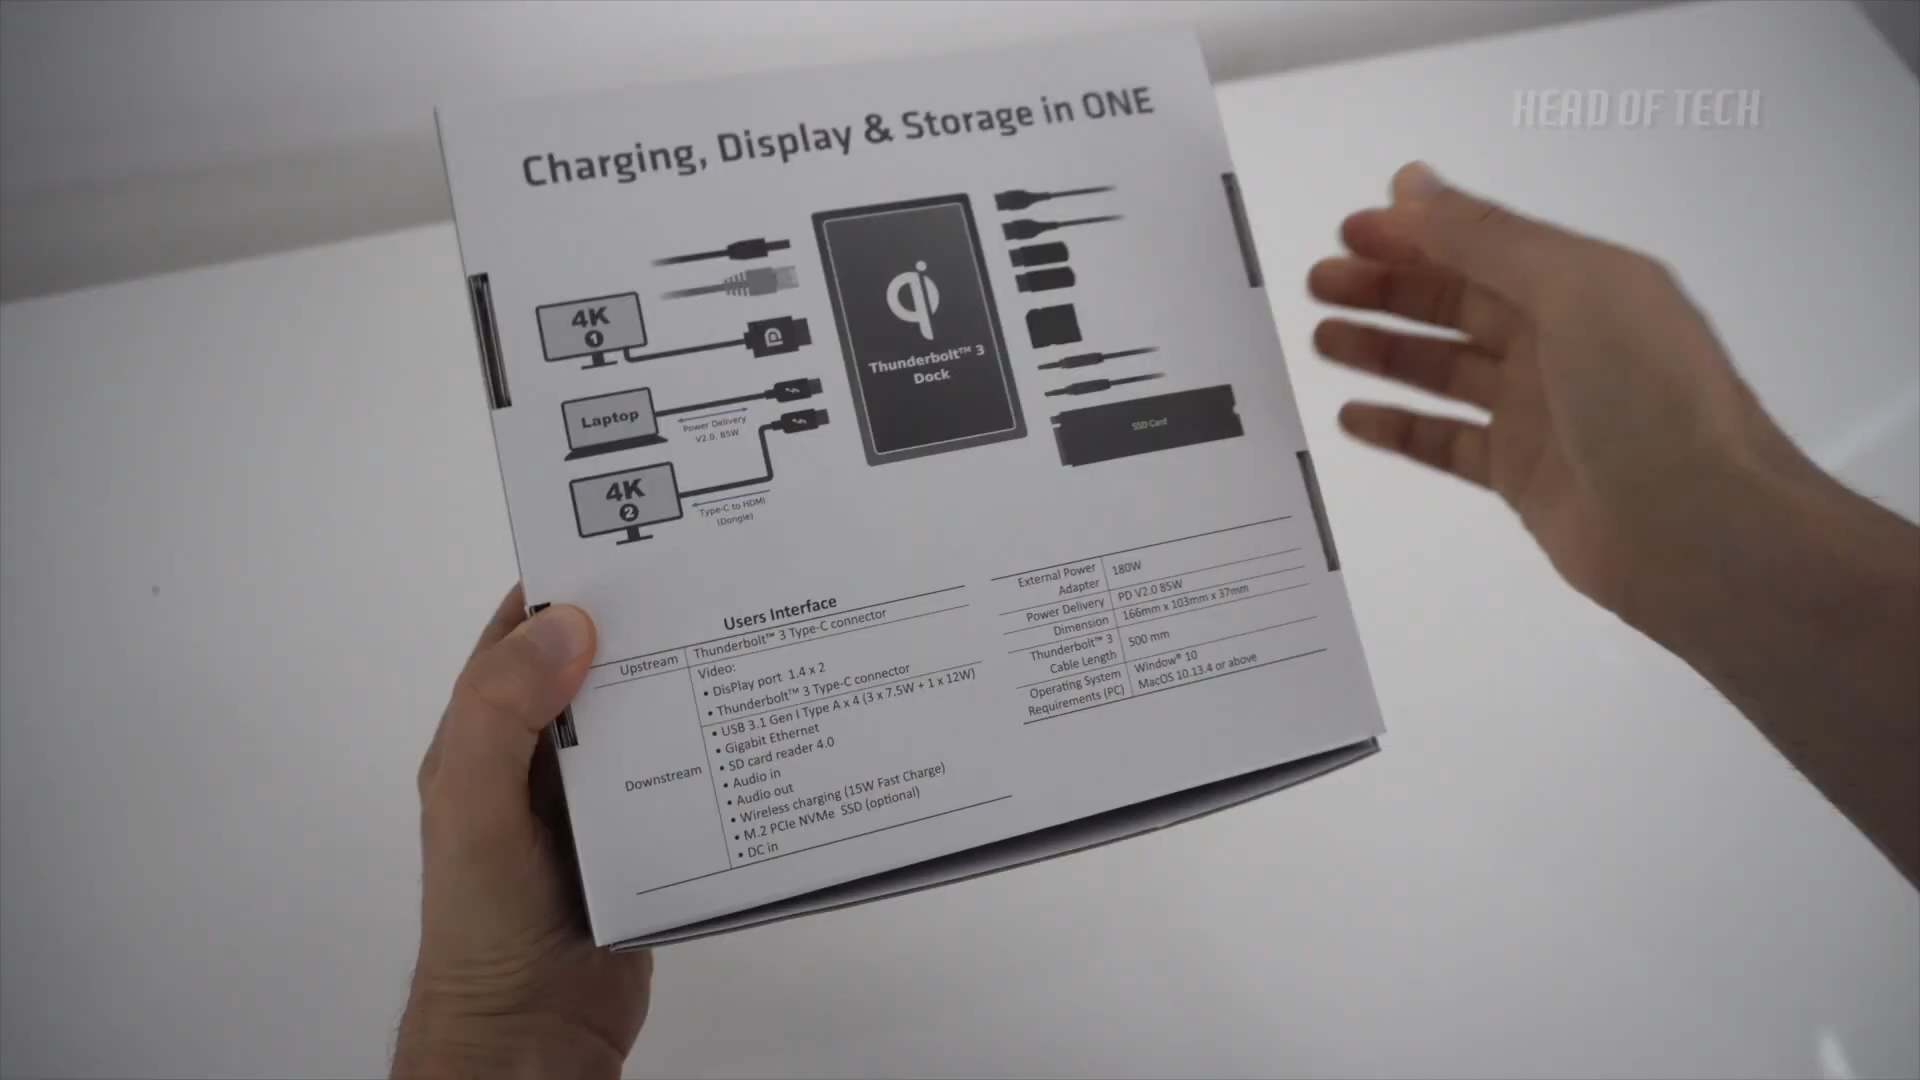 HEAD OF TECH
Charging, Display & Storage in ONE
4K
1
Laptop
Power Delivery
V2.0, 85W
4K
2
Type-C to HDMI
(Dongle)
Thunderbolt™ 3
Dock
SSD Card
Users Interface
Upstream
Thunderbolt™ 3 Type-C connector
Downstream
Video:
• DisPlay port 1.4 x 2
• Thunderbolt™ 3 Type-C connector
• USB 3.1 Gen I Type A x 4 (3 x 7.5W + 1 x 12W)
• Gigabit Ethernet
• SD card reader 4.0
• Audio in
• Audio out
• Wireless charging (15W Fast Charge)
• M.2 PCIe NVMe SSD (optional)
• DC in
External Power
Adapter
180W
Power Delivery
PD V2.0 85W
Dimension
166mm x 103mm x 37mm
Thunderbolt™ 3
Cable Length
500 mm
Operating System
Requirements (PC)
Window® 10
MacOS 10.13.4 or above